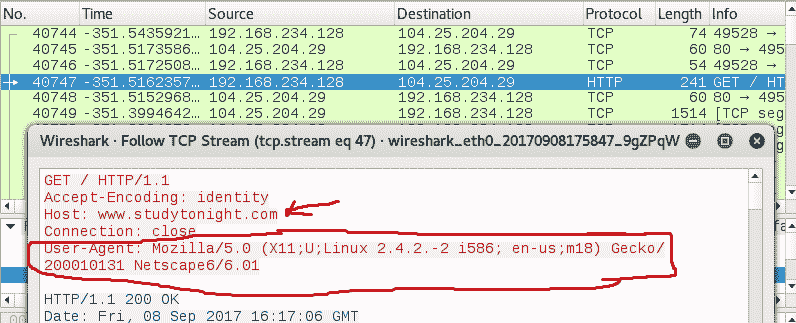 No. Time Source Destination Protocol Length Info
40744 -351.5435921… 192.168.234.128 104.25.204.29 TCP 74 49528 →
40745 -351.5173586… 104.25.204.29 192.168.234.128 TCP 60 80 → 495
40746 -351.5172508… 192.168.234.128 104.25.204.29 TCP 54 49528 →
40747 -351.5162357… 192.168.234.128 104.25.204.29 HTTP 241 GET / HT
40748 -351.5152968… 104.25.204.29 192.168.234.128 TCP 60 80 → 495
40749 -351.3994642… 104.25.204.29 192.168.234.128 TCP 1514 [TCP seg
Wireshark · Follow TCP Stream (tcp.stream eq 47) · wireshark_eth0_20170908175847_9gZPqW
GET / HTTP/1.1
Accept-Encoding: identity
Host: www.studytonight.com
Connection: close
User-Agent: Mozilla/5.0 (X11;U;Linux 2.4.2.-2 i586; en-us;m18) Gecko/
200010131 Netscape6/6.01
HTTP/1.1 200 OK
Date: Fri, 08 Sep 2017 16:17:06 GMT